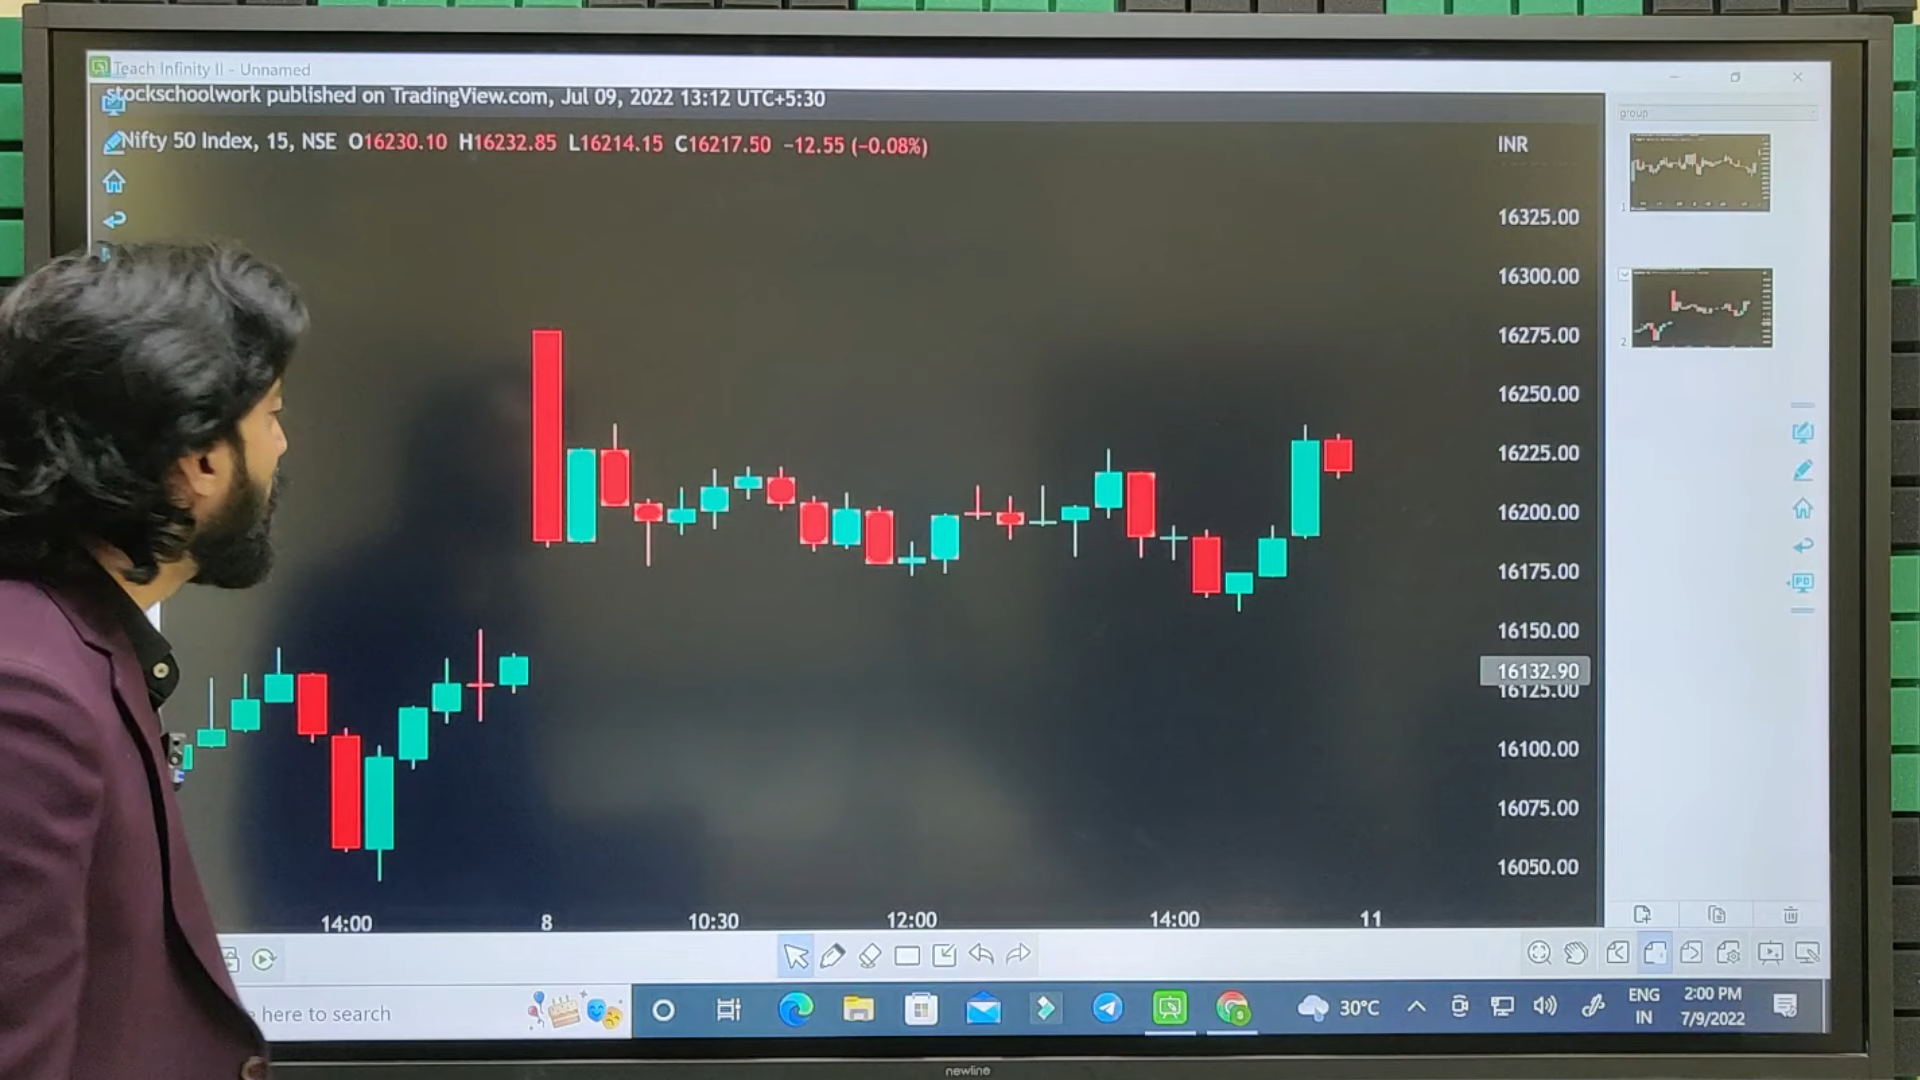 Teach Infinity II - Unnamed
stockschoolwork published on TradingView.com, Jul 09, 2022 13:12 UTC+5:30
Nifty 50 Index, 15, NSE O16230.10 H16232.85 L16214.15 C16217.50 −12.55 (−0.08%)
INR
group
16325.00
16300.00
16275.00
16250.00
16225.00
16200.00
16175.00
16150.00
16132.90
16125.00
16100.00
16075.00
16050.00
1
2
PD
14:00 8 10:30 12:00 14:00 11
here to search
30°C
ENG
IN
2:00 PM
7/9/2022
newline